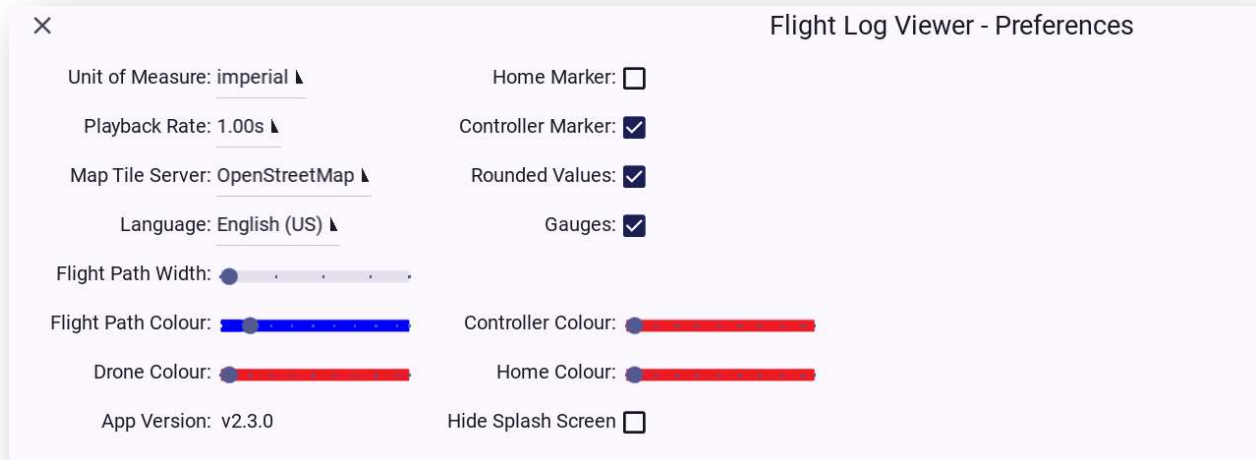 Flight Log Viewer - Preferences
Unit of Measure: imperial Home Marker:
Playback Rate: 1.00s Controller Marker:
Map Tile Server: OpenStreetMap Rounded Values:
Language: English (US) Gauges:
Flight Path Width:
Flight Path Colour: Controller Colour:
Drone Colour: Home Colour:
App Version: v2.3.0 Hide Splash Screen